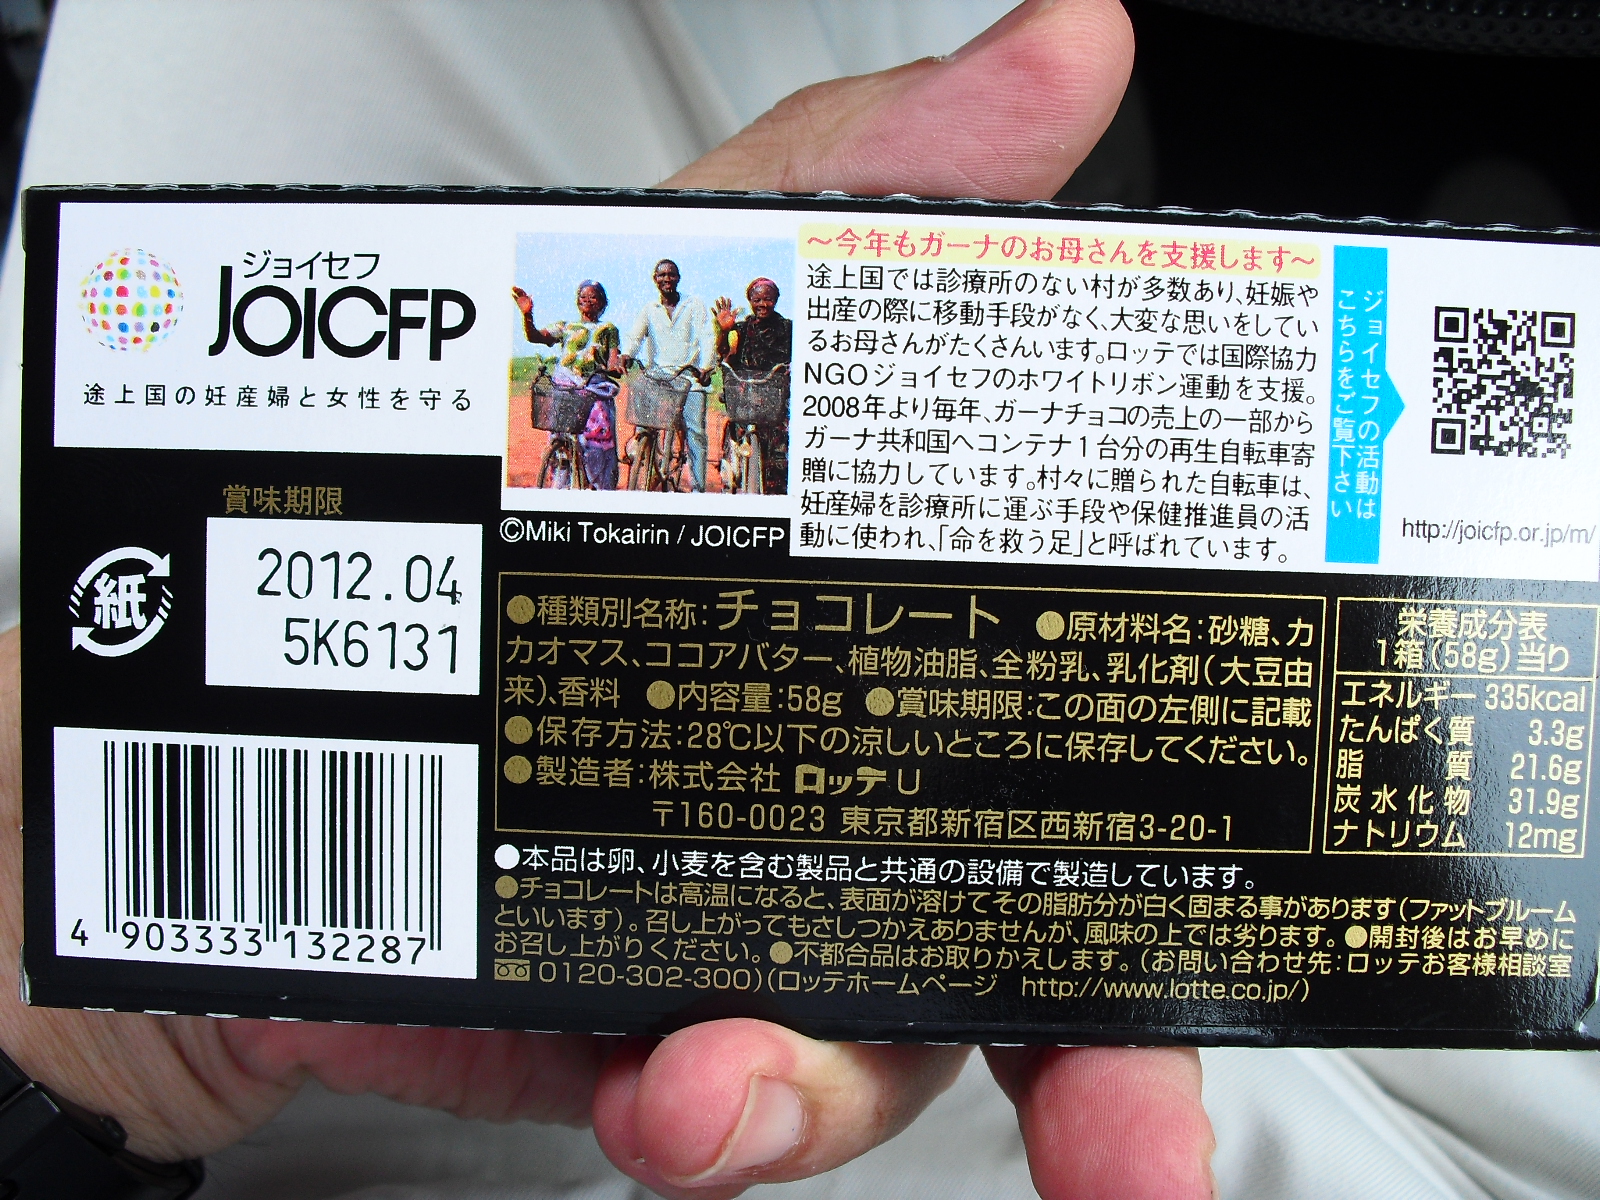 ジョイセフ
JOICFP
途上国の妊産婦と女性を守る
©Miki Tokairin / JOICFP
～今年もガーナのお母さんを支援します～
途上国では診療所のない村が多数あり、妊娠や
出産の際に移動手段がなく、大変な思いをしてい
るお母さんがたくさんいます。ロッテでは国際協力
NGOジョイセフのホワイトリボン運動を支援。
2008年より毎年、ガーナチョコの売上の一部から
ガーナ共和国へコンテナ1台分の再生自転車寄
贈に協力しています。村々に贈られた自転車は、
妊産婦を診療所に運ぶ手段や保健推進員の活
動に使われ、「命を救う足」と呼ばれています。
ジョイセフの活動は
こちらをご覧下さい
http://joicfp.or.jp/m/
賞味期限
2012.04
5K6131
紙
4 903333 132287
●種類別名称:チョコレート ●原材料名:砂糖、カ
カオマス、ココアバター、植物油脂、全粉乳、乳化剤(大豆由
来)、香料 ●内容量:58g ●賞味期限:この面の左側に記載
●保存方法:28℃以下の涼しいところに保存してください。
●製造者:株式会社 ロッテ U
〒160-0023 東京都新宿区西新宿3-20-1
栄養成分表
1箱(58g)当り
エネルギー 335kcal
たんぱく質 3.3g
脂質 21.6g
炭水化物 31.9g
ナトリウム 12mg
●本品は卵、小麦を含む製品と共通の設備で製造しています。
●チョコレートは高温になると、表面が溶けてその脂肪分が白く固まる事があります(ファットブルーム
といいます)。召し上がってもさしつかえありませんが、風味の上では劣ります。●開封後はお早めに
お召し上がりください。●不都合品はお取りかえします。(お問い合わせ先:ロッテお客様相談室
0120-302-300)(ロッテホームページ http://www.lotte.co.jp/)